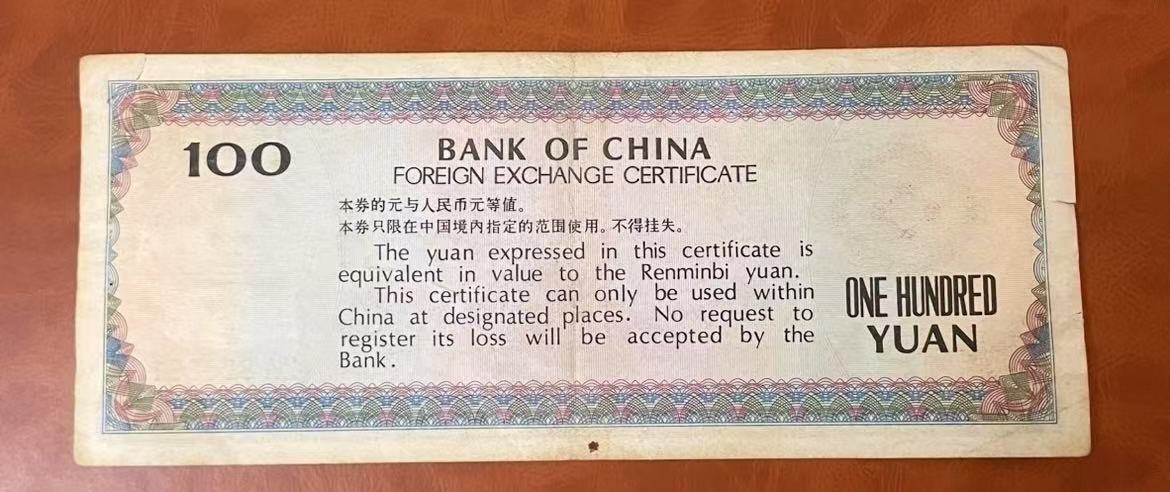 100
BANK OF CHINA
FOREIGN EXCHANGE CERTIFICATE
本券的元与人民币元等值。
本券只限在中国境内指定的范围使用。不得挂失。
The yuan expressed in this certificate is
equivalent in value to the Renminbi yuan.
This certificate can only be used within
China at designated places. No request to
register its loss will be accepted by the
Bank.
ONE HUNDRED
YUAN